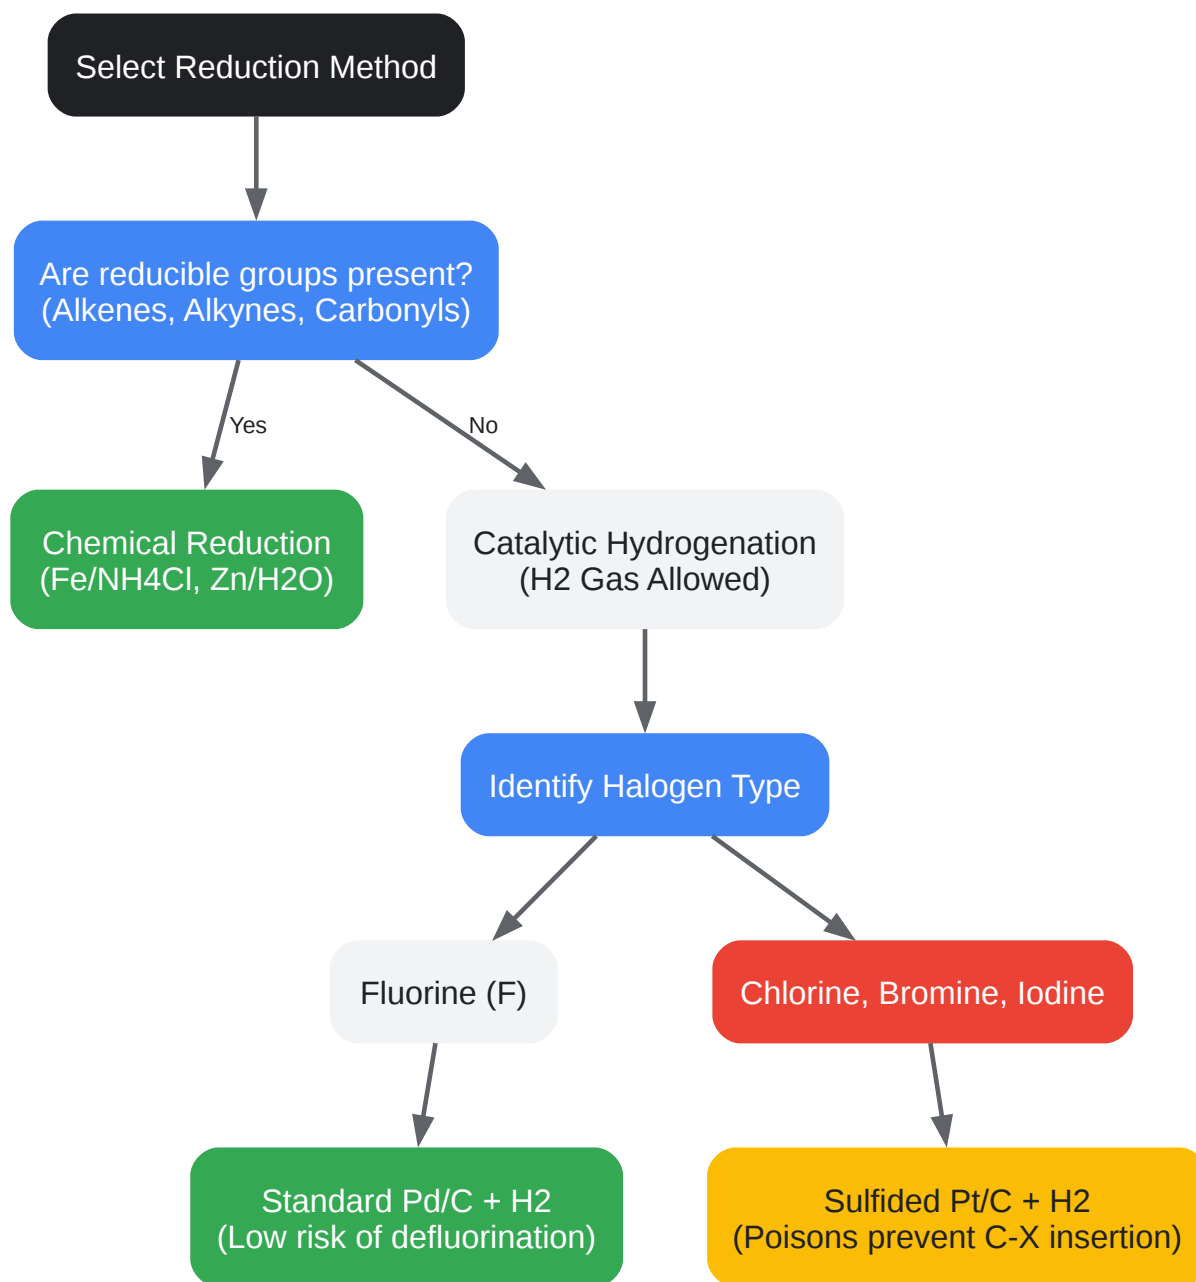 Select Reduction Method
Are reducible groups present?
(Alkenes, Alkynes, Carbonyls)
Yes
No
Chemical Reduction
(Fe/NH4Cl, Zn/H2O)
Catalytic Hydrogenation
(H2 Gas Allowed)
Identify Halogen Type
Fluorine (F)
Chlorine, Bromine, Iodine
Standard Pd/C + H2
(Low risk of defluorination)
Sulfided Pt/C + H2
(Poisons prevent C-X insertion)